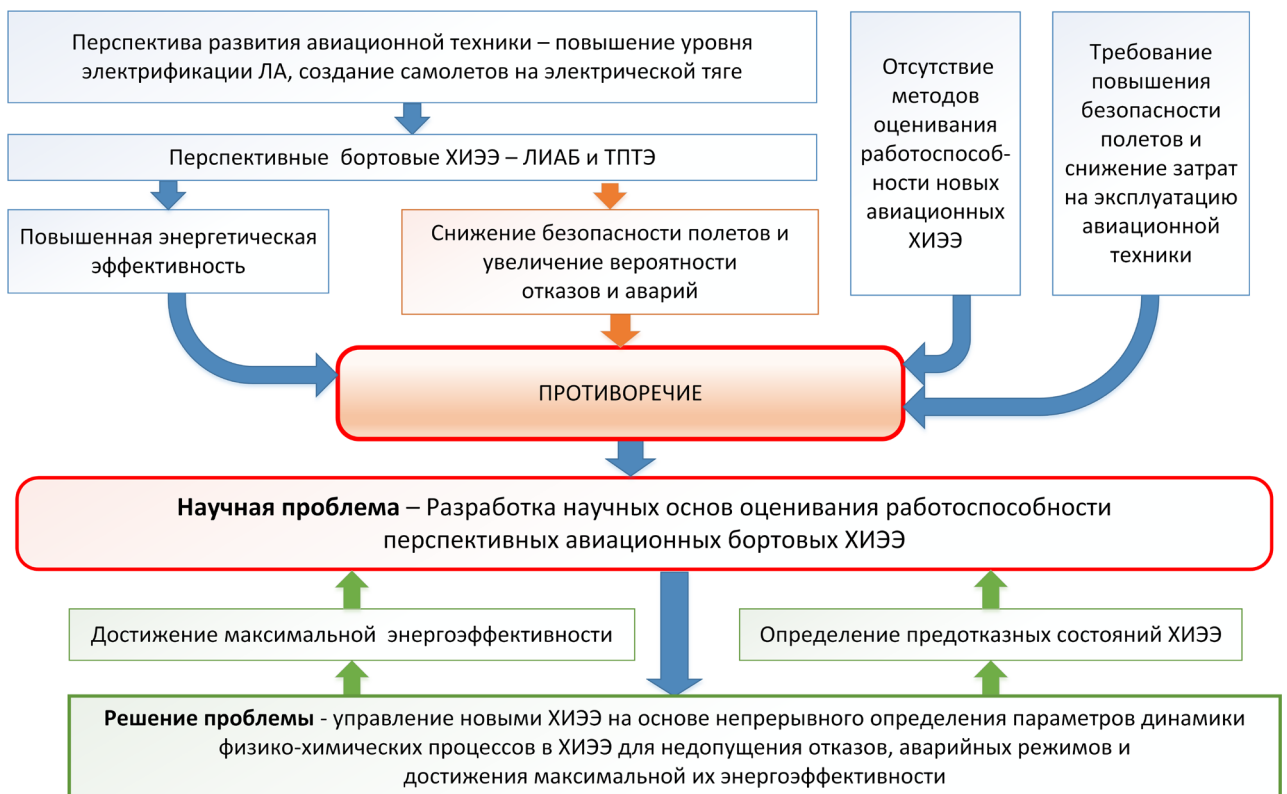 Перспектива развития авиационной техники – повышение уровня
электрификации ЛА, создание самолетов на электрической тяге
Перспективные бортовые ХИЭЭ – ЛИАБ и ТПТЭ
Повышенная энергетическая
эффективность
Снижение безопасности полетов и
увеличение вероятности
отказов и аварий
Отсутствие
методов
оценивания
работоспособ-
ности новых
авиационных
ХИЭЭ
Требование
повышения
безопасности
полетов и
снижение затрат
на эксплуатацию
авиационной
техники
ПРОТИВОРЕЧИЕ
Научная проблема – Разработка научных основ оценивания работоспособности
перспективных авиационных бортовых ХИЭЭ
Достижение максимальной энергоэффективности
Определение предотказных состояний ХИЭЭ
Решение проблемы - управление новыми ХИЭЭ на основе непрерывного определения параметров динамики
физико-химических процессов в ХИЭЭ для недопущения отказов, аварийных режимов и
достижения максимальной их энергоэффективности